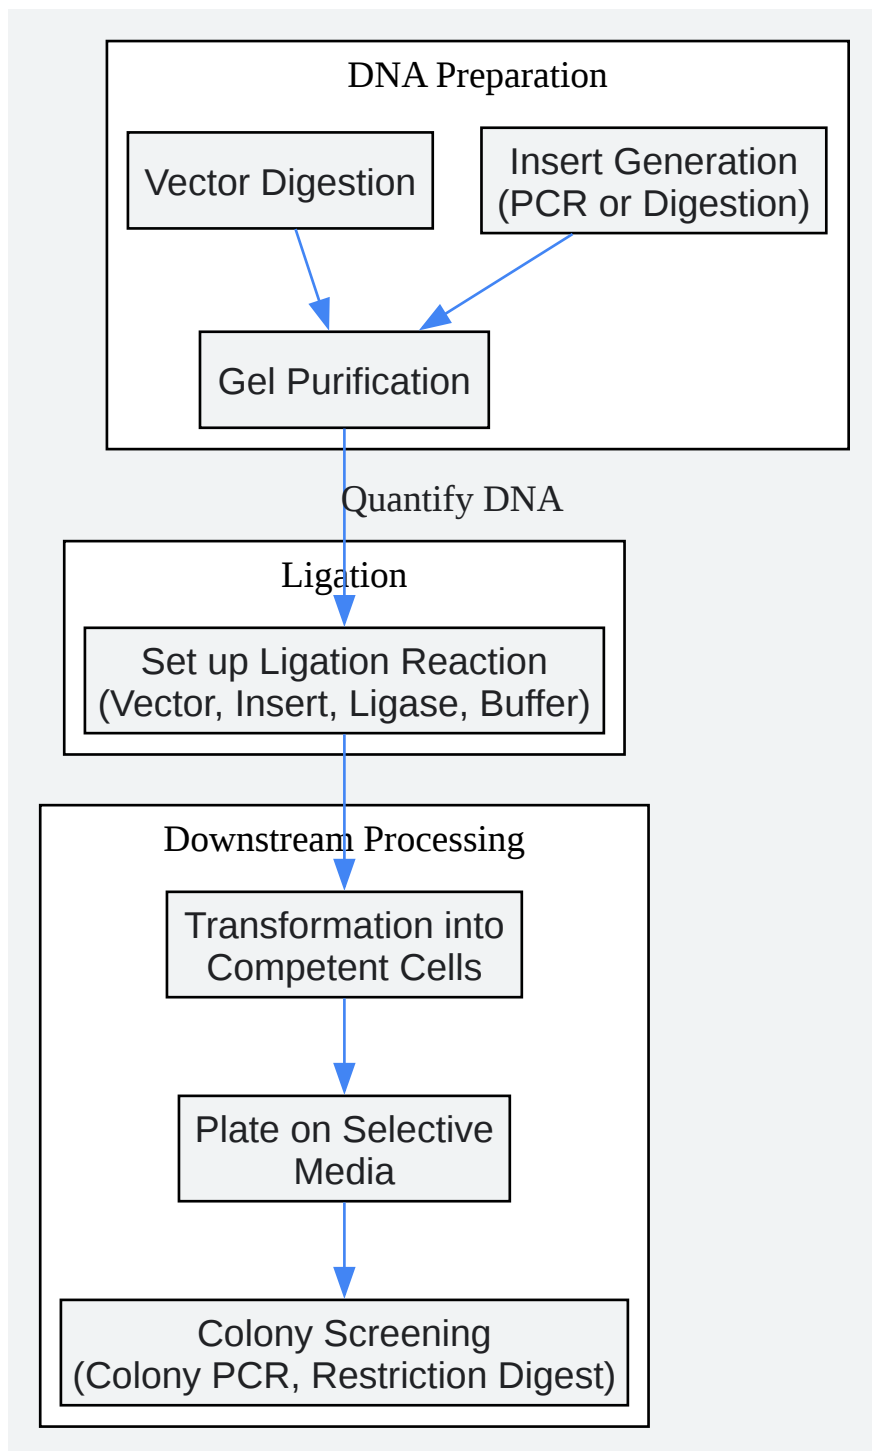 DNA Preparation
Vector Digestion
Insert Generation
(PCR or Digestion)
Gel Purification
Quantify DNA
Ligation
Set up Ligation Reaction
(Vector, Insert, Ligase, Buffer)
Downstream Processing
Transformation into
Competent Cells
Plate on Selective
Media
Colony Screening
(Colony PCR, Restriction Digest)